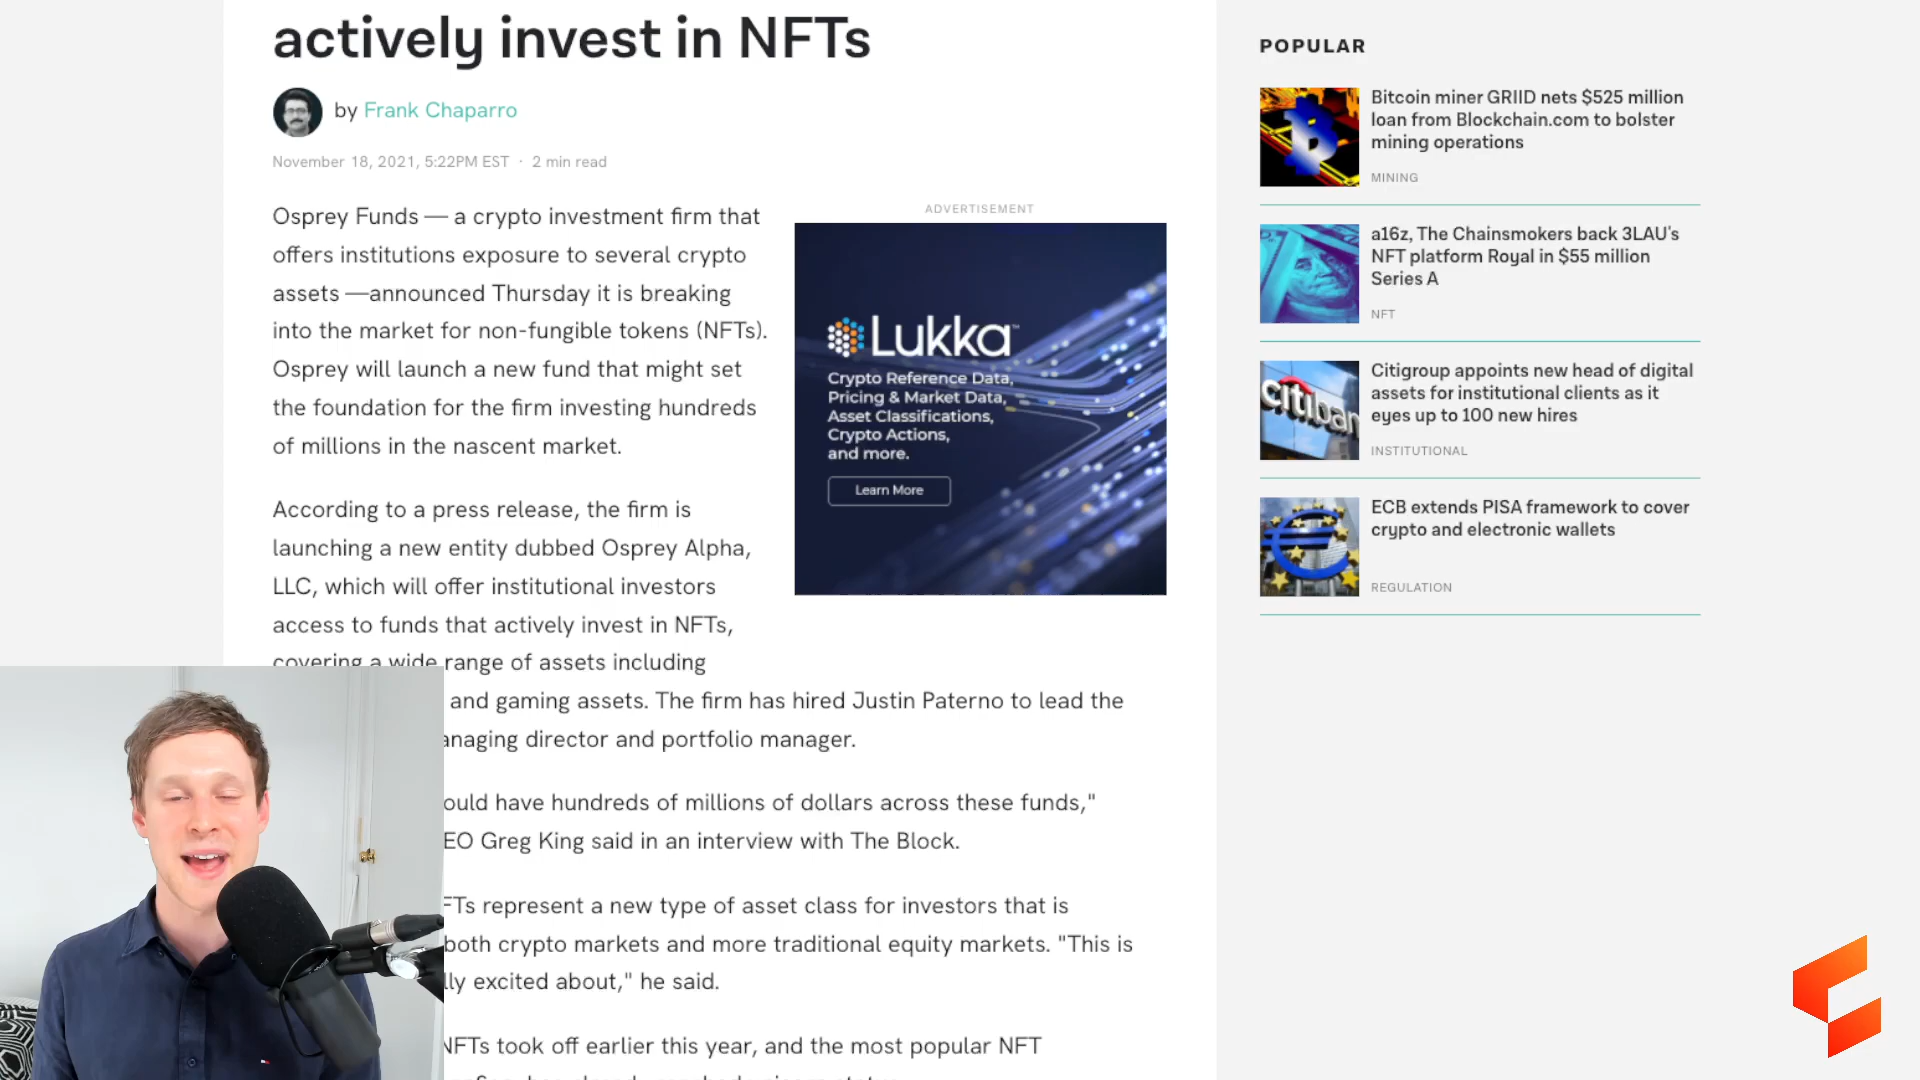 actively invest in NFTs
by Frank Chaparro
November 18, 2021, 5:22PM EST · 2 min read
Osprey Funds — a crypto investment firm that
offers institutions exposure to several crypto
assets —announced Thursday it is breaking
into the market for non-fungible tokens (NFTs).
Osprey will launch a new fund that might set
the foundation for the firm investing hundreds
of millions in the nascent market.
According to a press release, the firm is
launching a new entity dubbed Osprey Alpha,
LLC, which will offer institutional investors
access to funds that actively invest in NFTs,
covering a wide range of assets including
and gaming assets. The firm has hired Justin Paterno to lead the
anaging director and portfolio manager.
ould have hundreds of millions of dollars across these funds,"
EO Greg King said in an interview with The Block.
FTs represent a new type of asset class for investors that is
both crypto markets and more traditional equity markets. "This is
lly excited about," he said.
NFTs took off earlier this year, and the most popular NFT
ADVERTISEMENT
Lukka™
Crypto Reference Data,
Pricing & Market Data,
Asset Classifications,
Crypto Actions,
and more.
Learn More
POPULAR
Bitcoin miner GRIID nets $525 million
loan from Blockchain.com to bolster
mining operations
MINING
a16z, The Chainsmokers back 3LAU's
NFT platform Royal in $55 million
Series A
NFT
citiban
Citigroup appoints new head of digital
assets for institutional clients as it
eyes up to 100 new hires
INSTITUTIONAL
ECB extends PISA framework to cover
crypto and electronic wallets
REGULATION